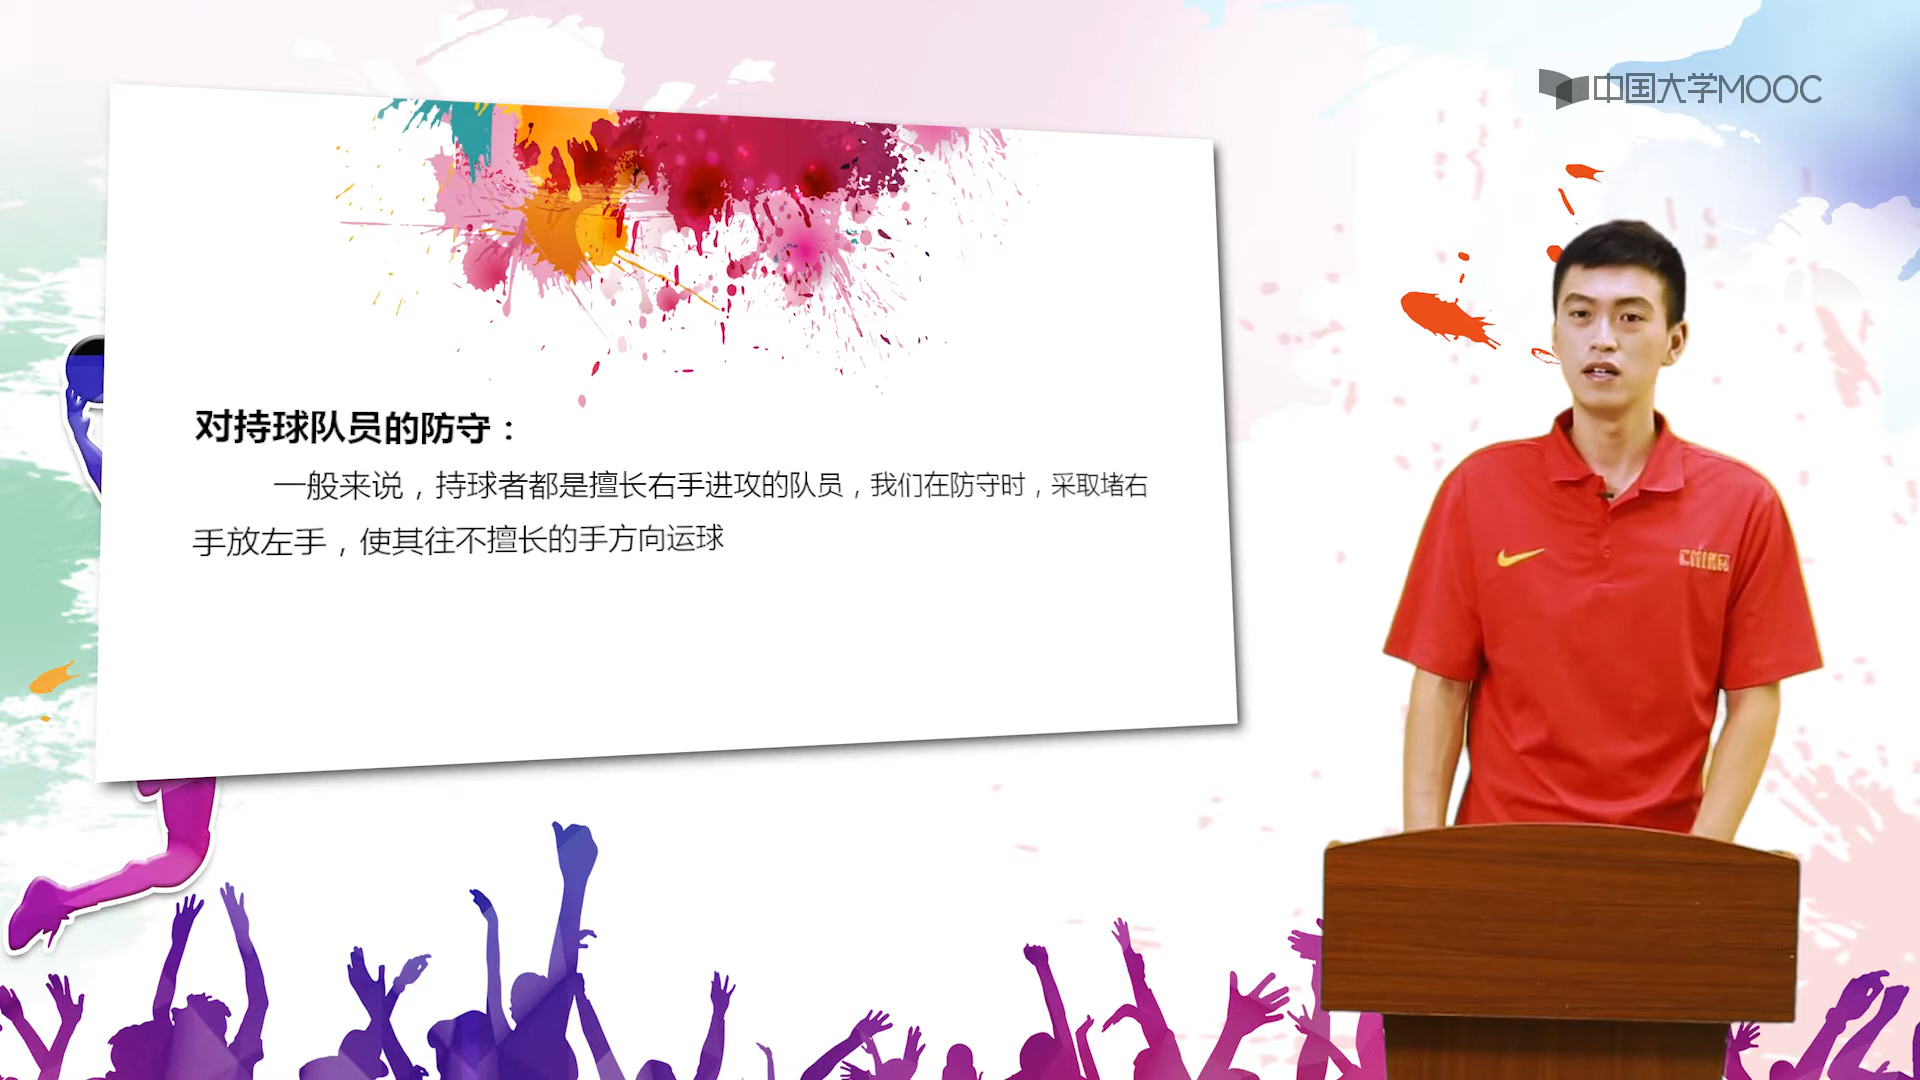 中国大学MOOC
对持球队员的防守：
一般来说，持球者都是擅长右手进攻的队员，我们在防守时，采取堵右
手放左手，使其往不擅长的手方向运球
CHINA